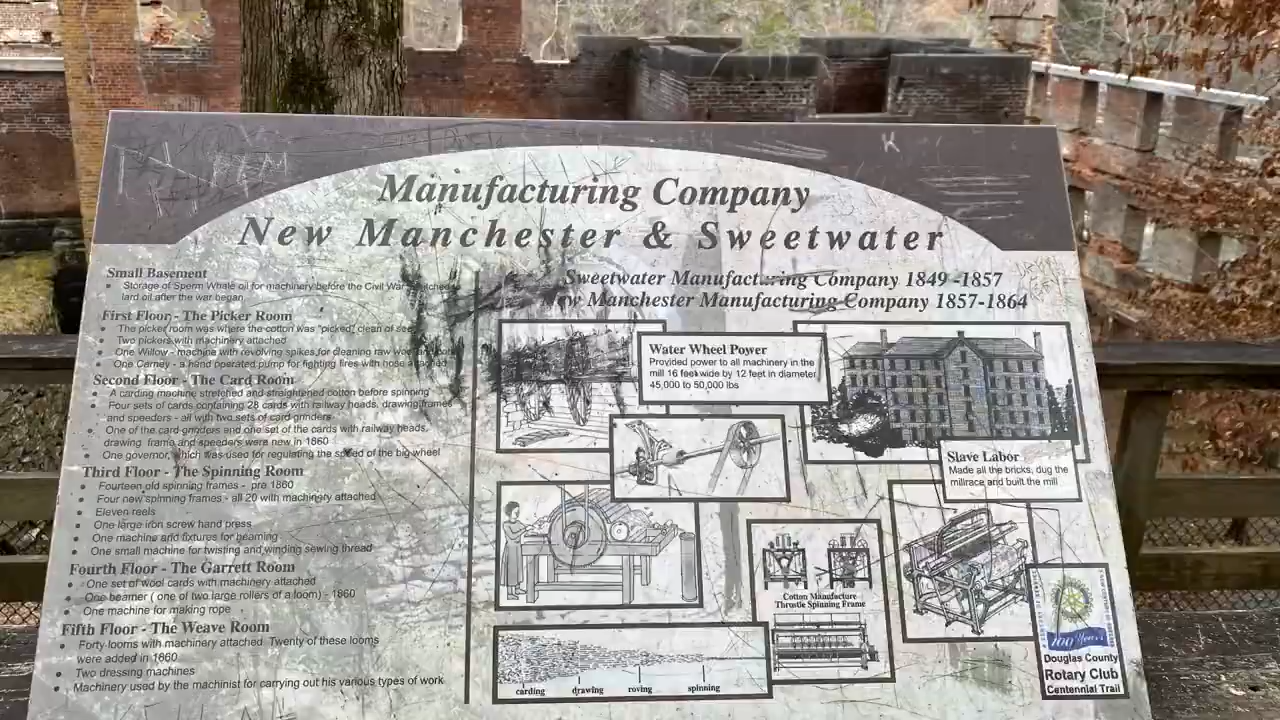 K
Manufacturing Company
New Manchester & Sweetwater
Small Basement
Storage of Sperm Whale oil for machinery before the Civil War
lard oil after the war began
First Floor - The Picker Room
The picker room was where the cotton was "picked" clean of
Two pickers with machinery attached
One Willow - machine with revolving spikes for cleaning raw
One Carney - a hand operated pump for fighting fires with hose attached
Second Floor - The Card Room
A carding machine stretched and straightened cotton before spinning
Four sets of cards containing 28 cards with railway heads, drawing frames
and speeders - all with two sets of card grinders
One of the card grinders and one set of the cards with railway heads,
drawing frame and speeders were new in 1860
One governor, which was used for regulating the speed of the big wheel
Third Floor - The Spinning Room
Fourteen old spinning frames - pre 1860
Four new spinning frames - all 20 with machinery attached
Eleven reels
One large iron screw hand press
One machine and fixtures for beaming
One small machine for twisting and winding sewing thread
Fourth Floor - The Garrett Room
One set of wool cards with machinery attached
One beamer ( one of two large rollers of a loom) - 1860
One machine for making rope
Fifth Floor - The Weave Room
Forty looms with machinery attached Twenty of these looms
were added in 1860
Two dressing machines
Machinery used by the machinist for carrying out his various types of work
Sweetwater Manufacturing Company 1849 -1857
New Manchester Manufacturing Company 1857-1864
Water Wheel Power
Provided power to all machinery in the
mill 16 feet wide by 12 feet in diameter
45,000 to 50,000 lbs
Slave Labor
Made all the bricks, dug the
millrace and built the mill
Cotton Manufacture
Throstle Spinning Frame
carding drawing roving spinning
100 Years
Douglas County
Rotary Club
Centennial Trail